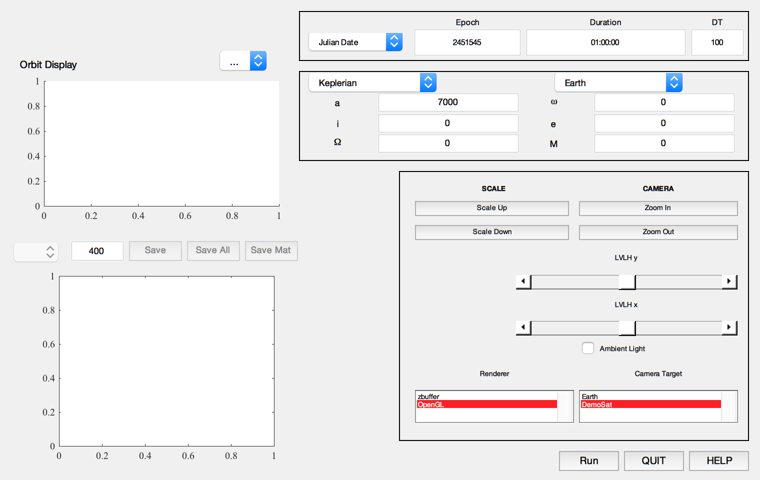 Epoch Duration DT
Julian Date 2451545 01:00:00 100
Orbit Display ...
Keplerian Earth
a 7000 ω 0
i 0 e 0
Ω 0 M 0
1
0.8
0.6
0.4
0.2
0
0 0.2 0.4 0.6 0.8 1
SCALE CAMERA
Scale Up Zoom In
Scale Down Zoom Out
400 Save Save All Save Mat
LVLH y
LVLH x
Ambient Light
Renderer Camera Target
zbuffer Earth
OpenGL DemoSat
1
0.8
0.6
0.4
0.2
0
0 0.2 0.4 0.6 0.8 1
Run QUIT HELP